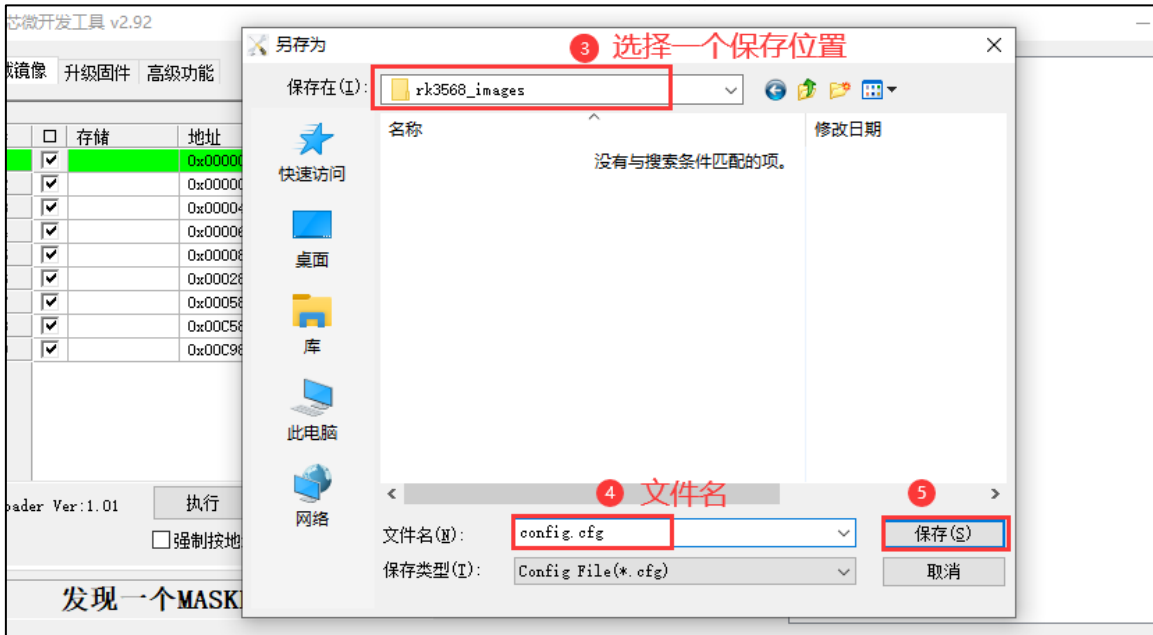 芯微开发工具 v2.92
另存为
3 选择一个保存位置
镜像 升级固件 高级功能
保存在(I): rk3568_images
存储 地址
名称 修改日期
没有与搜索条件匹配的项。
0x00000
0x00000
0x00004
0x00006
0x00008
0x00028
0x00058
0x00C58
0x00C98
快速访问
桌面
库
此电脑
网络
oader Ver:1.01 执行
强制按地
4 文件名 5
文件名(N): config.cfg 保存(S)
保存类型(T): Config File(*.cfg) 取消
发现一个MASK